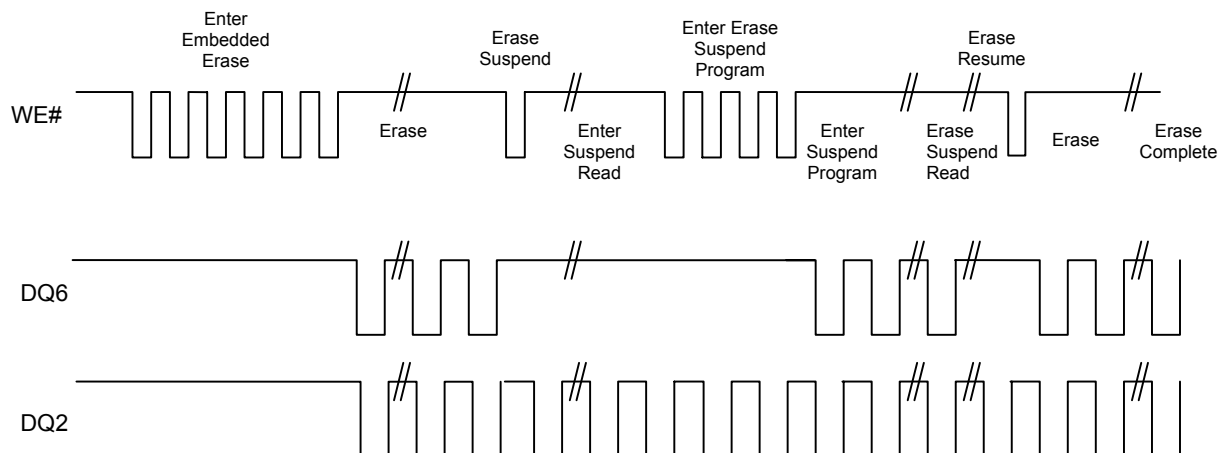 Enter
Embedded
Erase
Erase
Suspend
Enter Erase
Suspend
Program
Erase
Resume
WE#
Erase
Enter
Suspend
Read
Enter
Suspend
Program
Erase
Suspend
Read
Erase
Erase
Complete
DQ6
DQ2